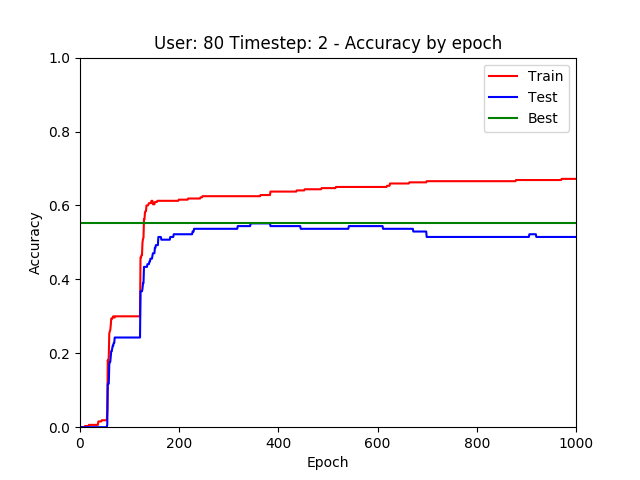 User: 80 Timestep: 2 - Accuracy by epoch
1.0
0.8
0.6
0.4
0.2
0.0
Accuracy
Train
Test
Best
0 200 400 600 800 1000
Epoch